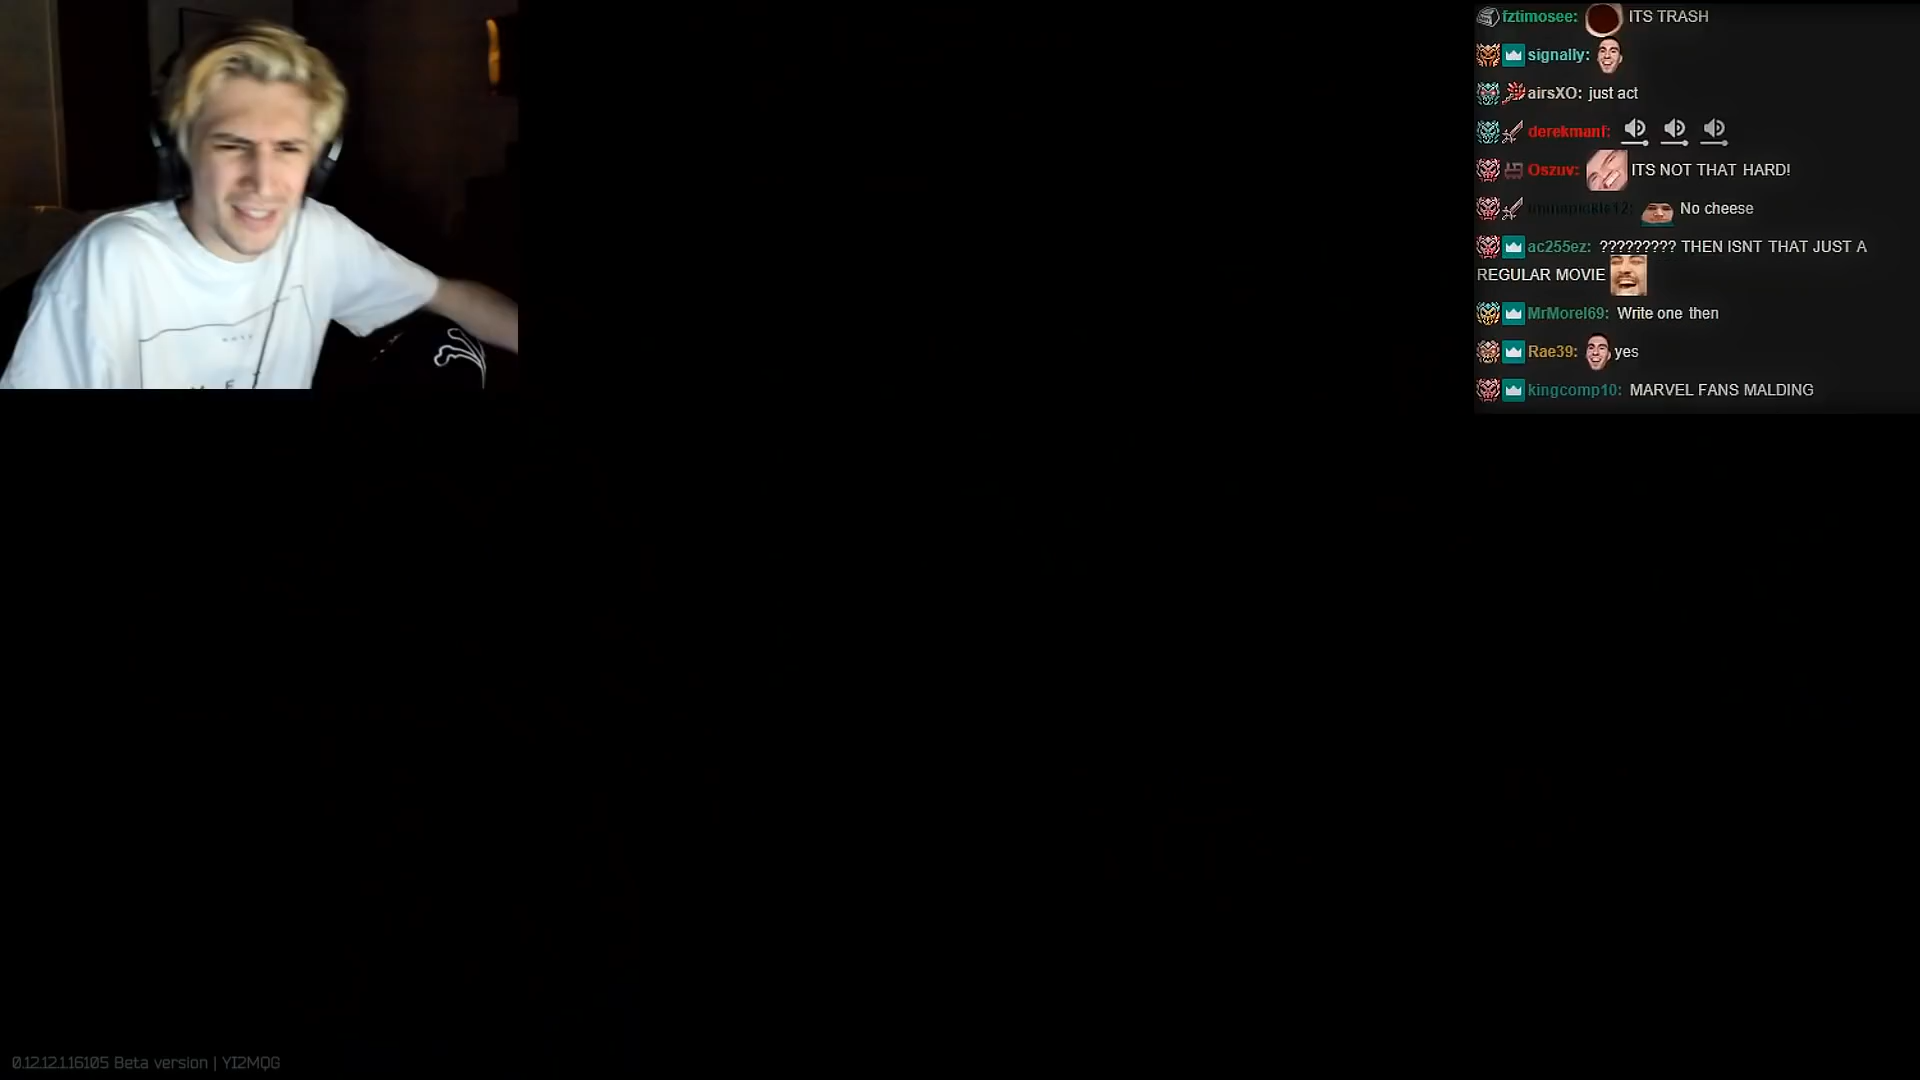 fztimosee: ITS TRASH
signally:
airsXO: just act
derekmanf:
Oszuv: ITS NOT THAT HARD!
No cheese
ac255ez: ????????? THEN ISNT THAT JUST A
REGULAR MOVIE
MrMorel69: Write one then
Rae39: yes
kingcomp10: MARVEL FANS MALDING
0.12.12.1.16105 Beta version | YI2MQG